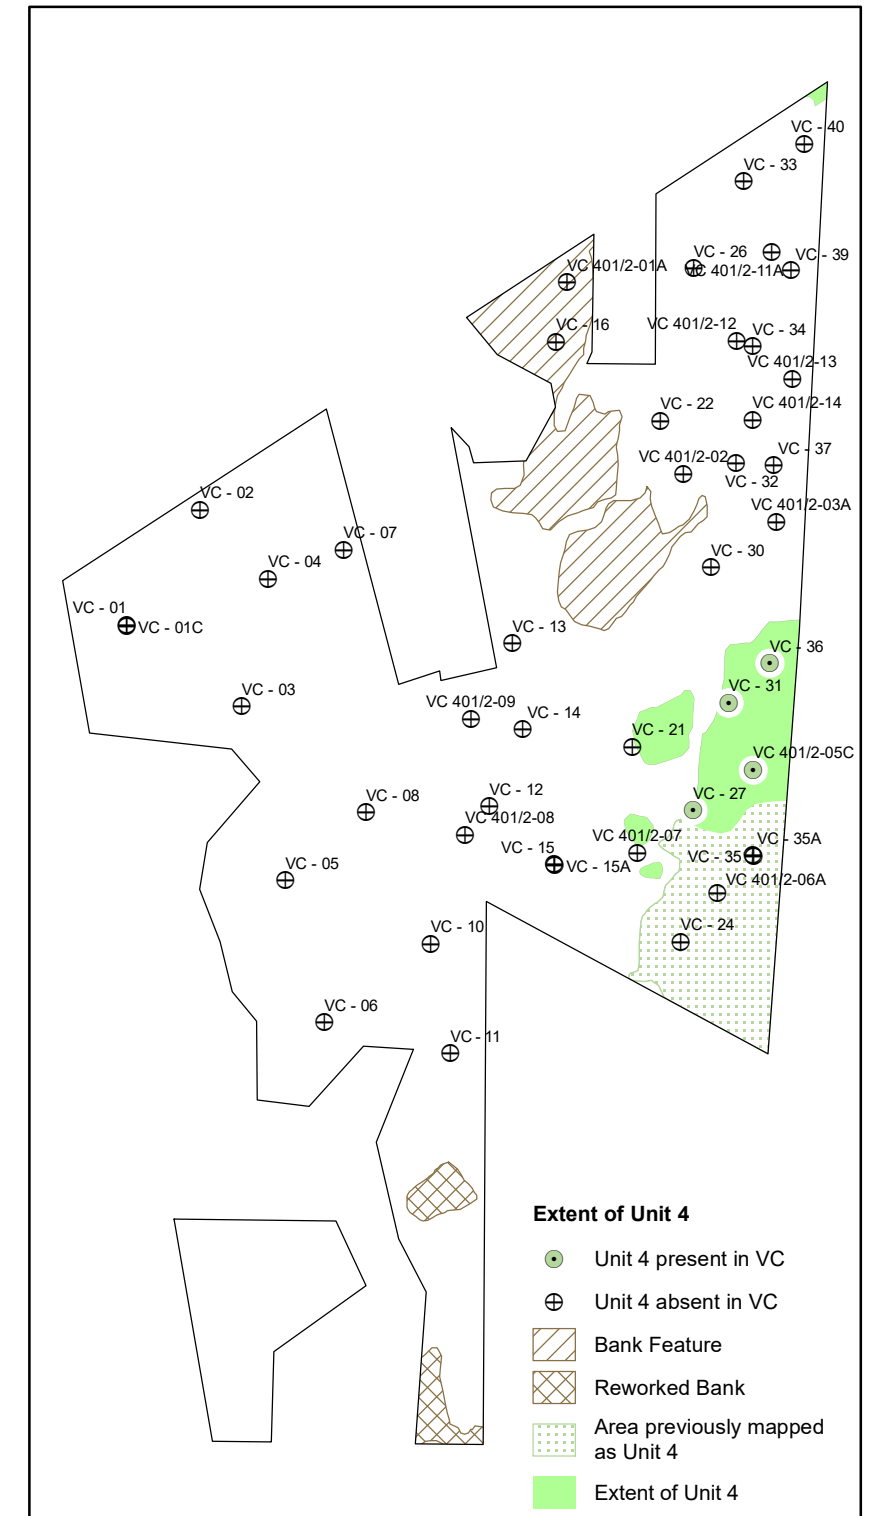 VC - 40
VC - 33
VC - 26
VC - 39
VC 401/2-01A
VC 401/2-11A
VC - 16
VC 401/2-12
VC - 34
VC 401/2-13
VC - 22
VC 401/2-14
VC 401/2-02
VC - 37
VC - 32
VC - 02
VC 401/2-03A
VC - 07
VC - 04
VC - 30
VC - 01
VC - 01C
VC - 13
VC - 36
VC - 03
VC - 31
VC 401/2-09
VC - 14
VC - 21
VC 401/2-05C
VC - 12
VC - 08
VC - 27
VC 401/2-08
VC 401/2-07
VC - 35A
VC - 15
VC - 35
VC - 15A
VC - 05
VC 401/2-06A
VC - 24
VC - 10
VC - 06
VC - 11
Extent of Unit 4
Unit 4 present in VC
Unit 4 absent in VC
Bank Feature
Reworked Bank
Area previously mapped
as Unit 4
Extent of Unit 4